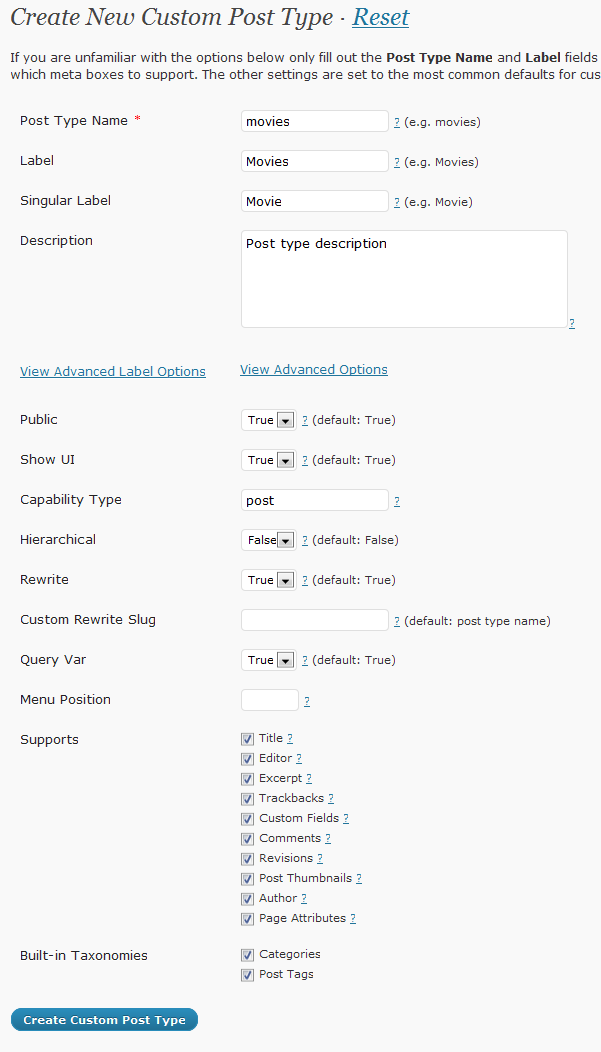 Create New Custom Post Type · Reset
If you are unfamiliar with the options below only fill out the Post Type Name and Label fields
which meta boxes to support. The other settings are set to the most common defaults for cus
Post Type Name * movies ? (e.g. movies)
Label Movies ? (e.g. Movies)
Singular Label Movie ? (e.g. Movie)
Description Post type description ?
View Advanced Label Options View Advanced Options
Public True ? (default: True)
Show UI True ? (default: True)
Capability Type post ?
Hierarchical False ? (default: False)
Rewrite True ? (default: True)
Custom Rewrite Slug ? (default: post type name)
Query Var True ? (default: True)
Menu Position ?
Supports Title ?
Editor ?
Excerpt ?
Trackbacks ?
Custom Fields ?
Comments ?
Revisions ?
Post Thumbnails ?
Author ?
Page Attributes ?
Built-in Taxonomies Categories
Post Tags
Create Custom Post Type